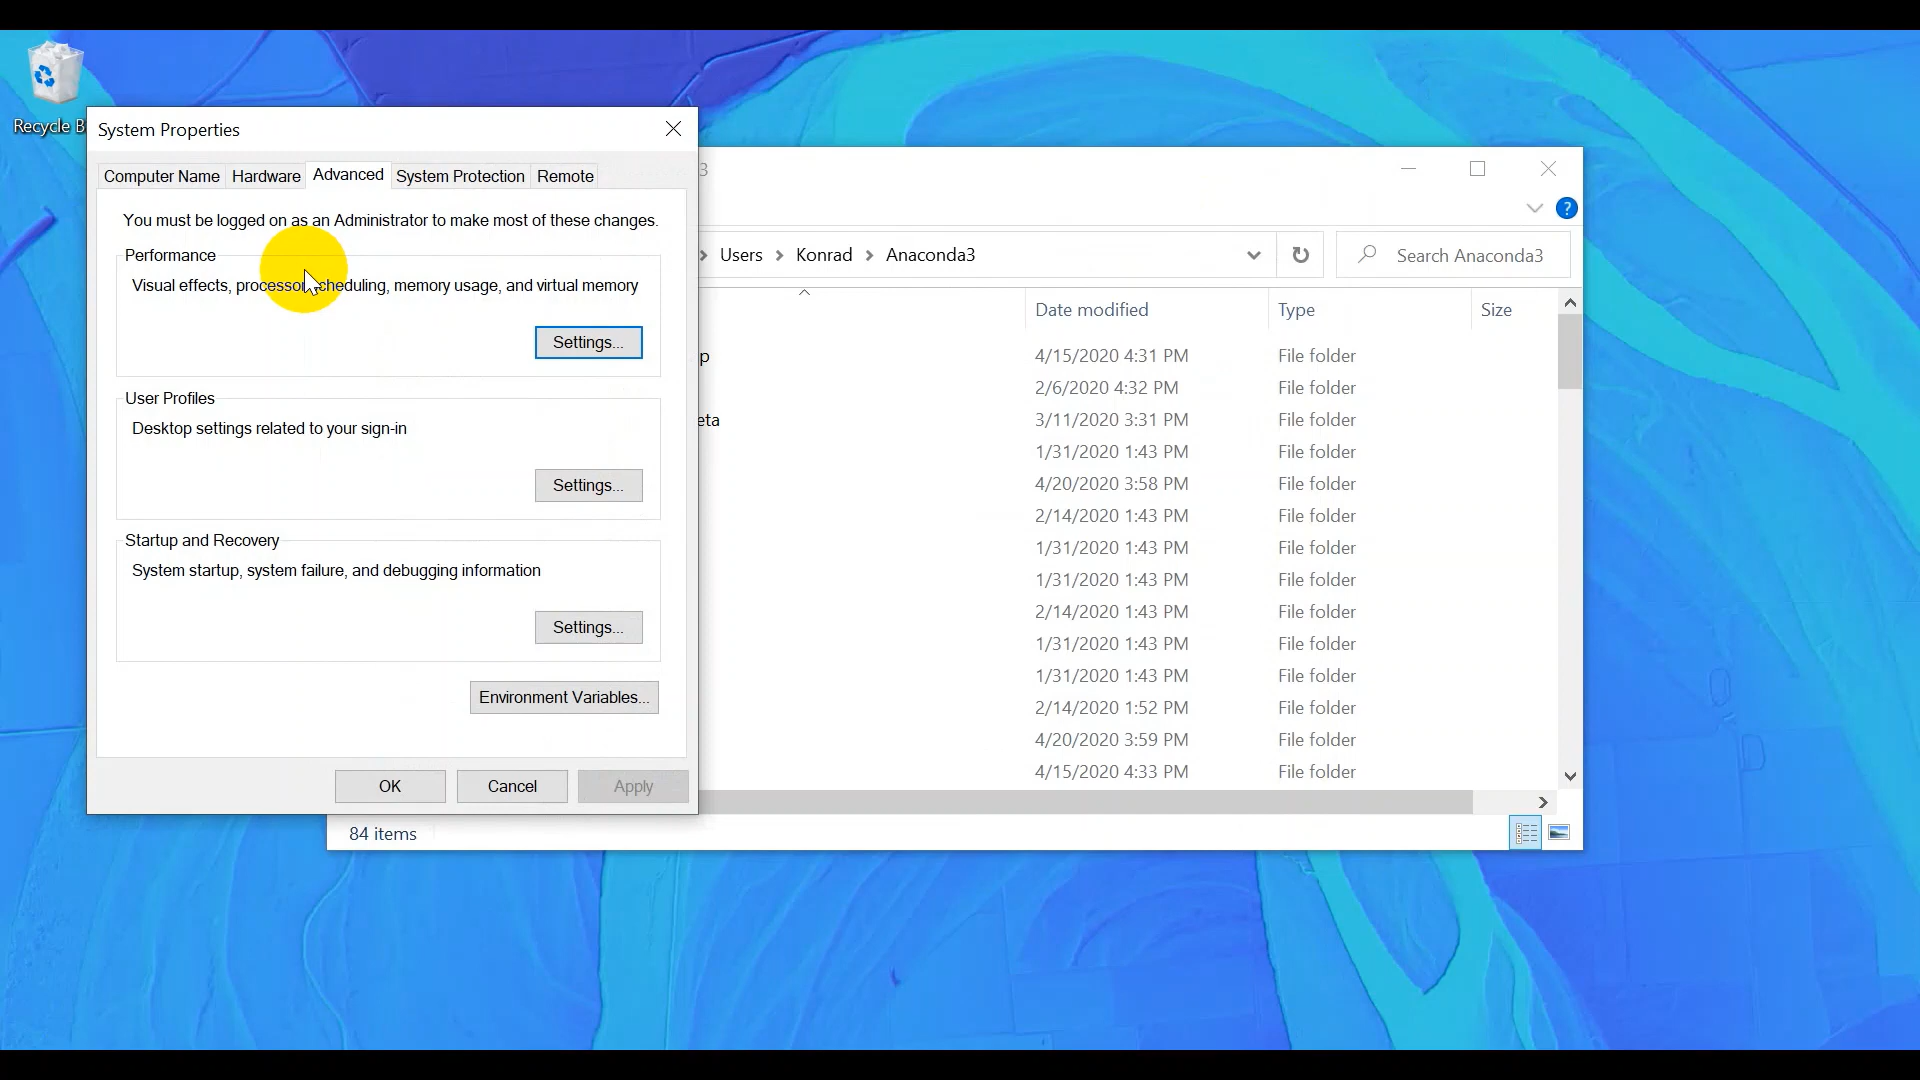 Recycle B
System Properties
Computer Name Hardware Advanced System Protection Remote
You must be logged on as an Administrator to make most of these changes.
Performance
Visual effects, processor scheduling, memory usage, and virtual memory
Settings...
User Profiles
Desktop settings related to your sign-in
Settings...
Startup and Recovery
System startup, system failure, and debugging information
Settings...
Environment Variables...
OK Cancel Apply
3
?
Users Konrad Anaconda3
Search Anaconda3
Date modified Type Size
p 4/15/2020 4:31 PM File folder
2/6/2020 4:32 PM File folder
eta 3/11/2020 3:31 PM File folder
1/31/2020 1:43 PM File folder
4/20/2020 3:58 PM File folder
2/14/2020 1:43 PM File folder
1/31/2020 1:43 PM File folder
1/31/2020 1:43 PM File folder
2/14/2020 1:43 PM File folder
1/31/2020 1:43 PM File folder
1/31/2020 1:43 PM File folder
2/14/2020 1:52 PM File folder
4/20/2020 3:59 PM File folder
4/15/2020 4:33 PM File folder
84 items